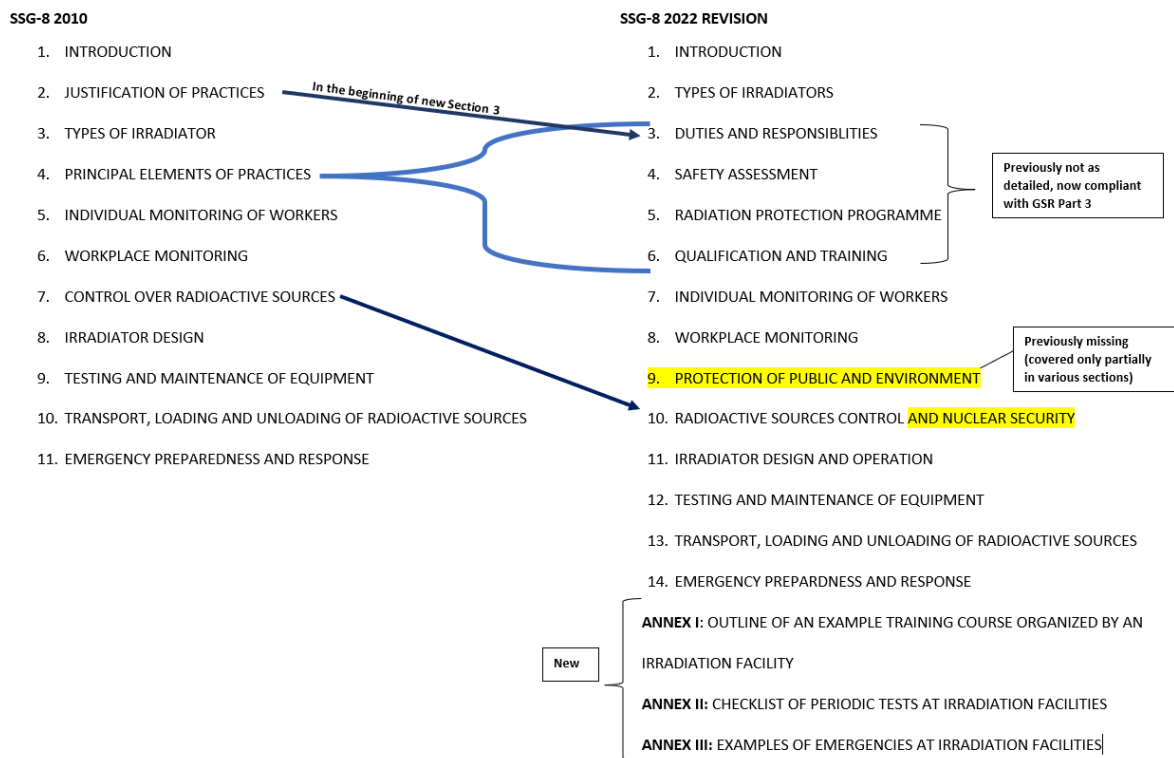 SSG-8 2010
1. INTRODUCTION
2. JUSTIFICATION OF PRACTICES
3. TYPES OF IRRADIATOR
4. PRINCIPAL ELEMENTS OF PRACTICES
5. INDIVIDUAL MONITORING OF WORKERS
6. WORKPLACE MONITORING
7. CONTROL OVER RADIOACTIVE SOURCES
8. IRRADIATOR DESIGN
9. TESTING AND MAINTENANCE OF EQUIPMENT
10. TRANSPORT, LOADING AND UNLOADING OF RADIOACTIVE SOURCES
11. EMERGENCY PREPAREDNESS AND RESPONSE
In the beginning of new Section 3
SSG-8 2022 REVISION
1. INTRODUCTION
2. TYPES OF IRRADIATORS
3. DUTIES AND RESPONSIBLITIES
4. SAFETY ASSESSMENT
5. RADIATION PROTECTION PROGRAMME
6. QUALIFICATION AND TRAINING
7. INDIVIDUAL MONITORING OF WORKERS
8. WORKPLACE MONITORING
9. PROTECTION OF PUBLIC AND ENVIRONMENT
10. RADIOACTIVE SOURCES CONTROL AND NUCLEAR SECURITY
11. IRRADIATOR DESIGN AND OPERATION
12. TESTING AND MAINTENANCE OF EQUIPMENT
13. TRANSPORT, LOADING AND UNLOADING OF RADIOACTIVE SOURCES
14. EMERGENCY PREPARDNESS AND RESPONSE
ANNEX I: OUTLINE OF AN EXAMPLE TRAINING COURSE ORGANIZED BY AN
IRRADIATION FACILITY
ANNEX II: CHECKLIST OF PERIODIC TESTS AT IRRADIATION FACILITIES
ANNEX III: EXAMPLES OF EMERGENCIES AT IRRADIATION FACILITIES
Previously not as
detailed, now compliant
with GSR Part 3
Previously missing
(covered only partially
in various sections)
New